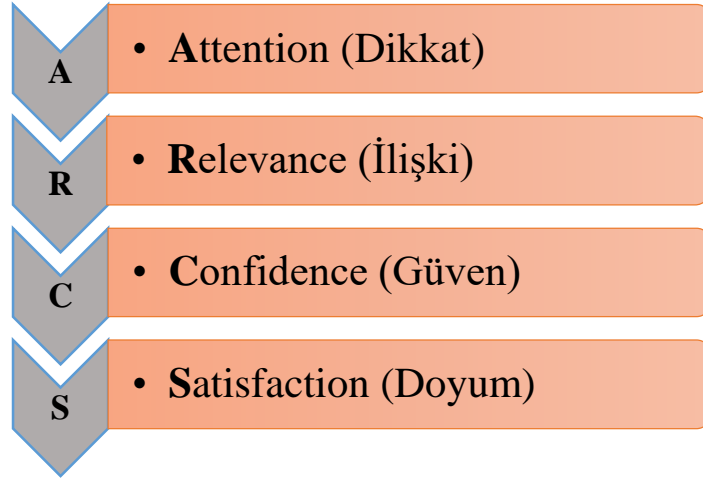 A
• Attention (Dikkat)
R
• Relevance (İlişki)
C
• Confidence (Güven)
S
• Satisfaction (Doyum)